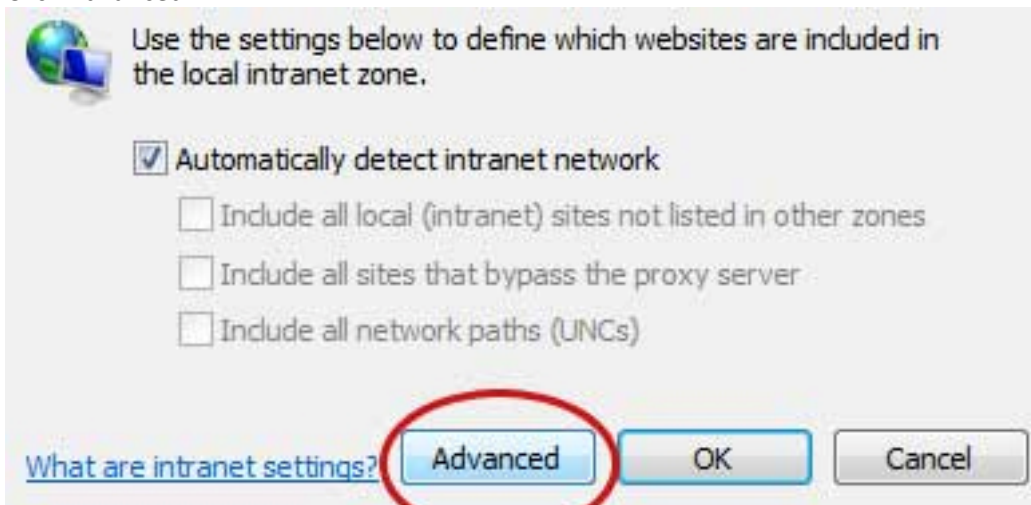 Use the settings below to define which websites are included in
the local intranet zone.
Automatically detect intranet network
Include all local (intranet) sites not listed in other zones
Include all sites that bypass the proxy server
Include all network paths (UNCs)
What are intranet settings? Advanced OK Cancel